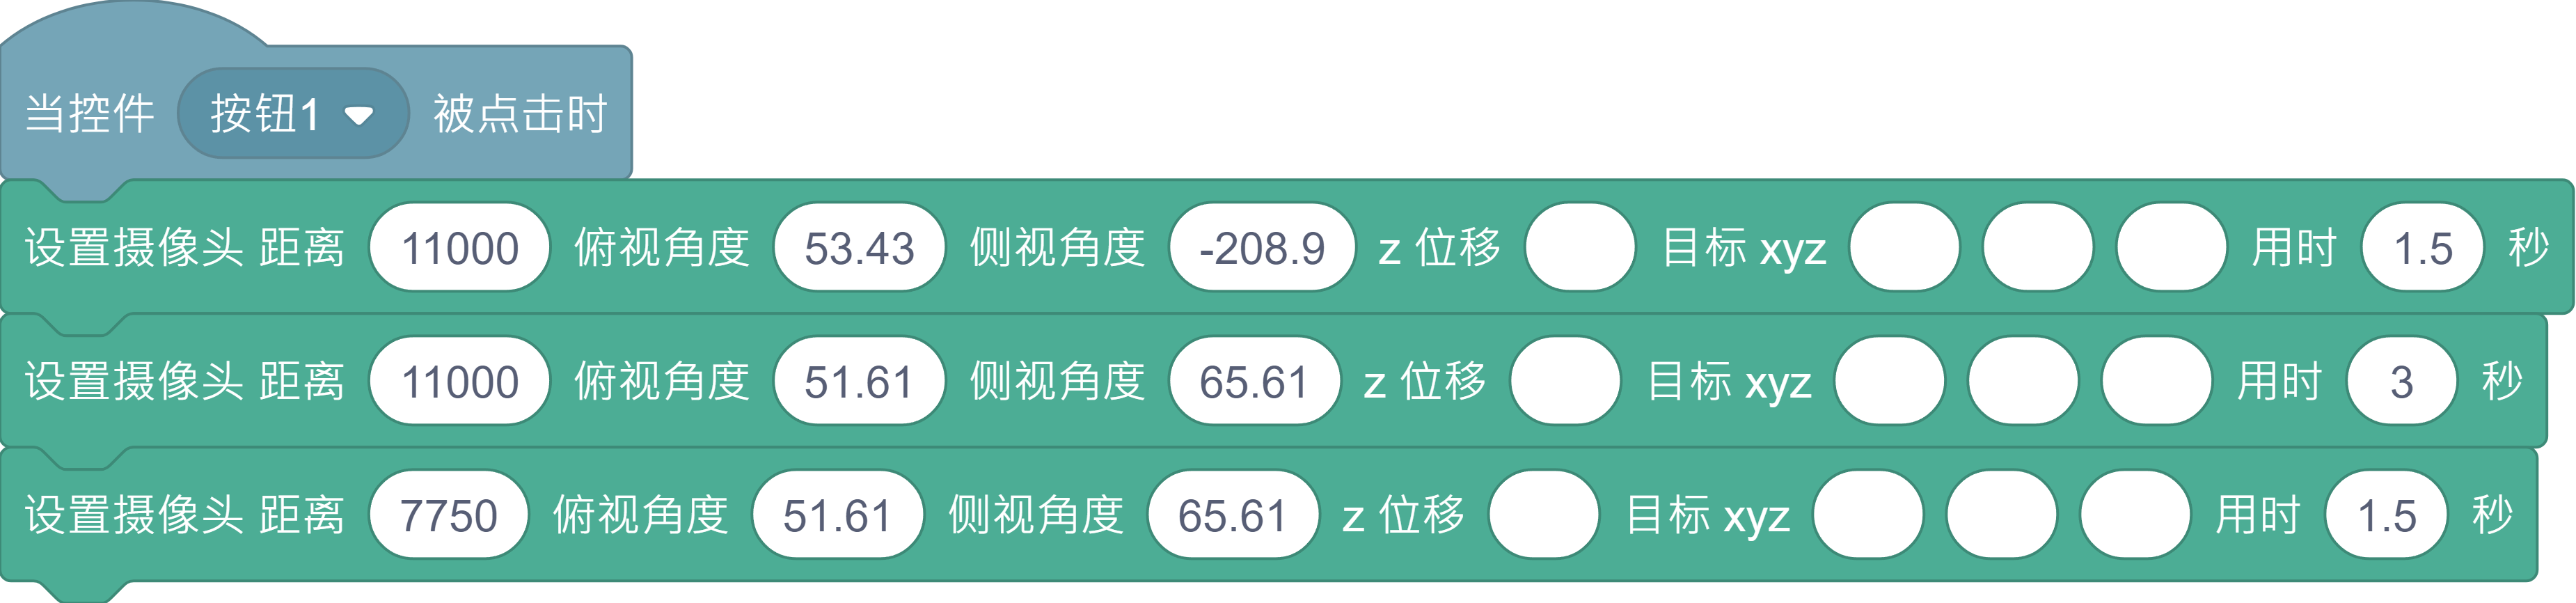 当控件 按钮1 被点击时
设置摄像头 距离 11000 俯视角度 53.43 侧视角度 -208.9 z 位移 目标 xyz 用时 1.5 秒
设置摄像头 距离 11000 俯视角度 51.61 侧视角度 65.61 z 位移 目标 xyz 用时 3 秒
设置摄像头 距离 7750 俯视角度 51.61 侧视角度 65.61 z 位移 目标 xyz 用时 1.5 秒